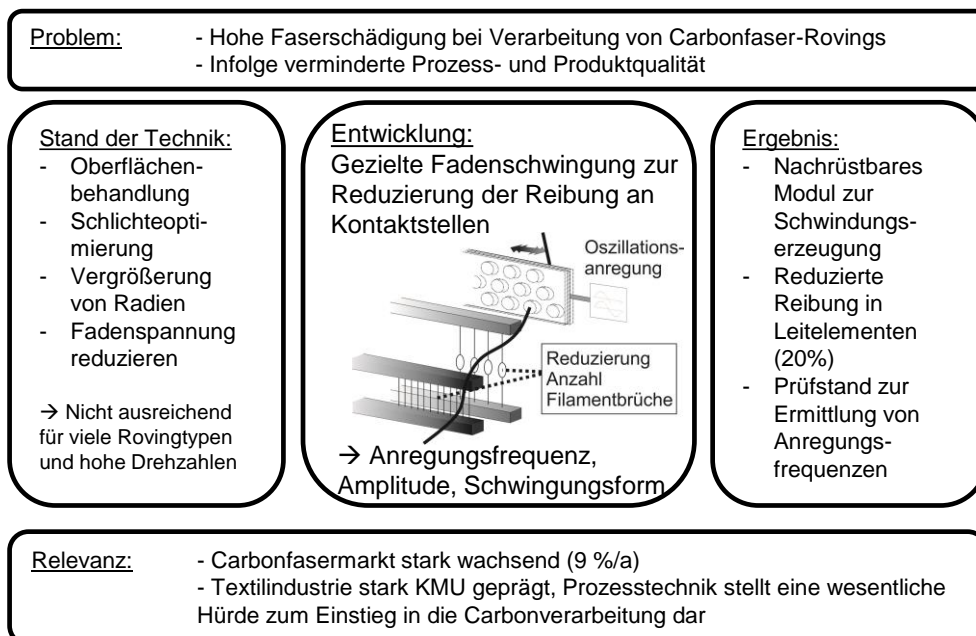 Problem: - Hohe Faserschädigung bei Verarbeitung von Carbonfaser-Rovings
- Infolge verminderte Prozess- und Produktqualität
Stand der Technik:
- Oberflächen-
behandlung
- Schlichteopti-
mierung
- Vergrößerung
von Radien
- Fadenspannung
reduzieren
→ Nicht ausreichend
für viele Rovingtypen
und hohe Drehzahlen
Entwicklung:
Gezielte Fadenschwingung zur
Reduzierung der Reibung an
Kontaktstellen
Oszillations-
anregung
Reduzierung
Anzahl
Filamentbrüche
→ Anregungsfrequenz,
Amplitude, Schwingungsform
Ergebnis:
- Nachrüstbares
Modul zur
Schwindungs-
erzeugung
- Reduzierte
Reibung in
Leitelementen
(20%)
- Prüfstand zur
Ermittlung von
Anregungs-
frequenzen
Relevanz: - Carbonfasermarkt stark wachsend (9 %/a)
- Textilindustrie stark KMU geprägt, Prozesstechnik stellt eine wesentliche
Hürde zum Einstieg in die Carbonverarbeitung dar